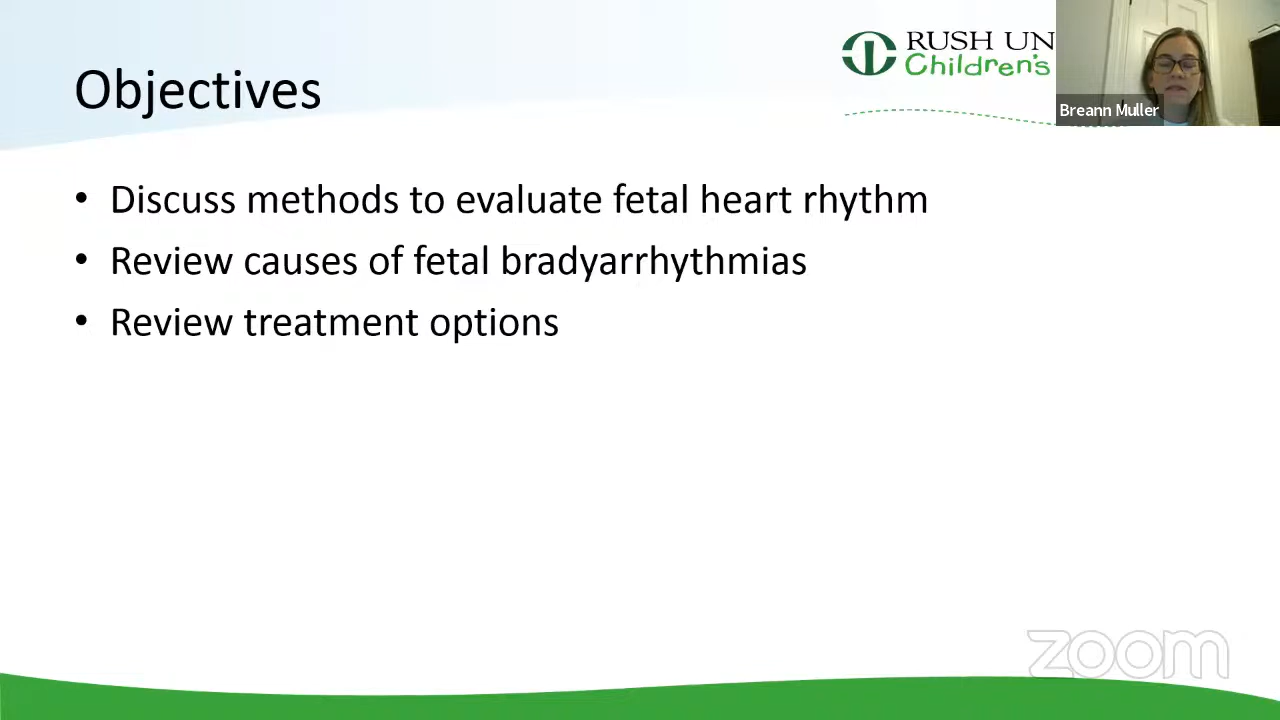 Objectives
RUSH UN
Children's
Breann Muller
• Discuss methods to evaluate fetal heart rhythm
• Review causes of fetal bradyarrhythmias
• Review treatment options
zoom